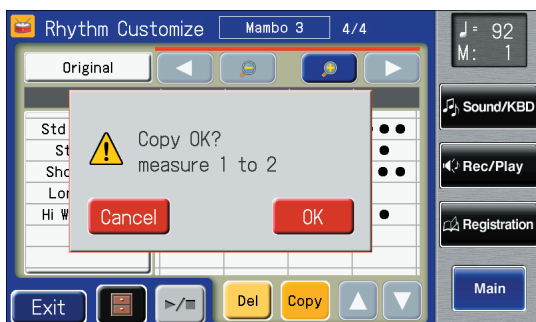 Rhythm Customize Mambo 3 4/4
♩= 92
M: 1
Original
Std
St
Sho
Lo
Hi W
Copy OK?
measure 1 to 2
Cancel OK
Sound/KBD
Rec/Play
Registration
Main
Exit ►/■ Del Copy